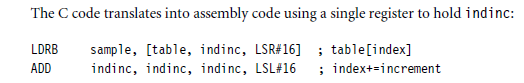 The C code translates into assembly code using a single register to hold indinc:
LDRB sample, [table, indinc, LSR#16] ; table[index]
ADD indinc, indinc, indinc, LSL#16 ; index+=increment